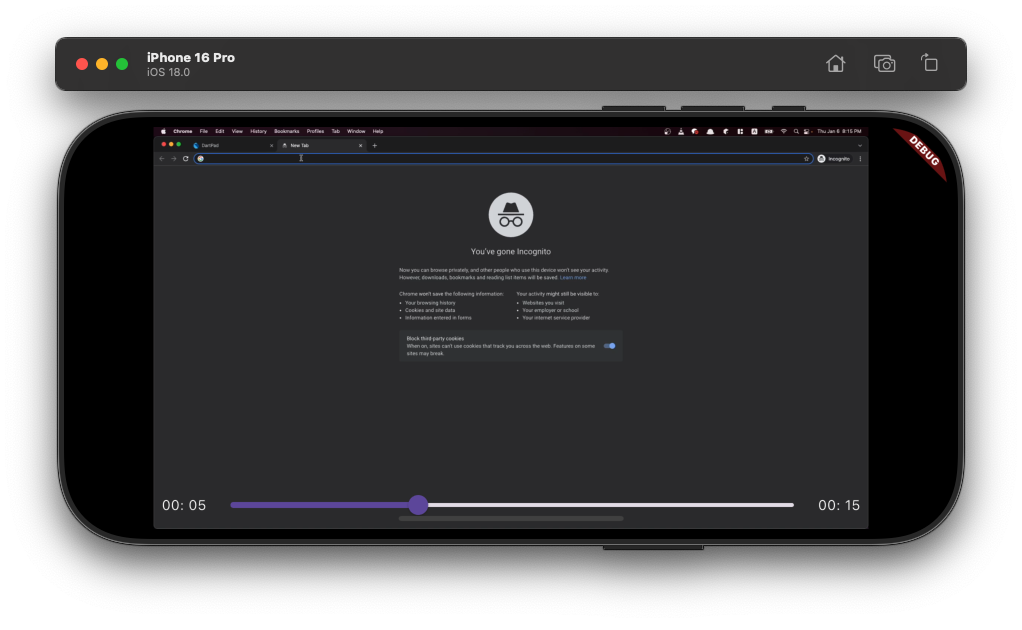 iPhone 16 Pro
iOS 18.0
DEBUG
Chrome File Edit View History Bookmarks Profiles Tab Window Help
Thu Jan 6 8:15 PM
DartPad
New Tab
Incognito
You've gone Incognito
Now you can browse privately, and other people who use this device won't see your activity.
However, downloads, bookmarks and reading list items will be saved. Learn more
Chrome won't save the following information:
• Your browsing history
• Cookies and site data
• Information entered in forms
Your activity might still be visible to:
• Websites you visit
• Your employer or school
• Your internet service provider
Block third-party cookies
When on, sites can't use cookies that track you across the web. Features on some
sites may break.
00: 05
00: 15